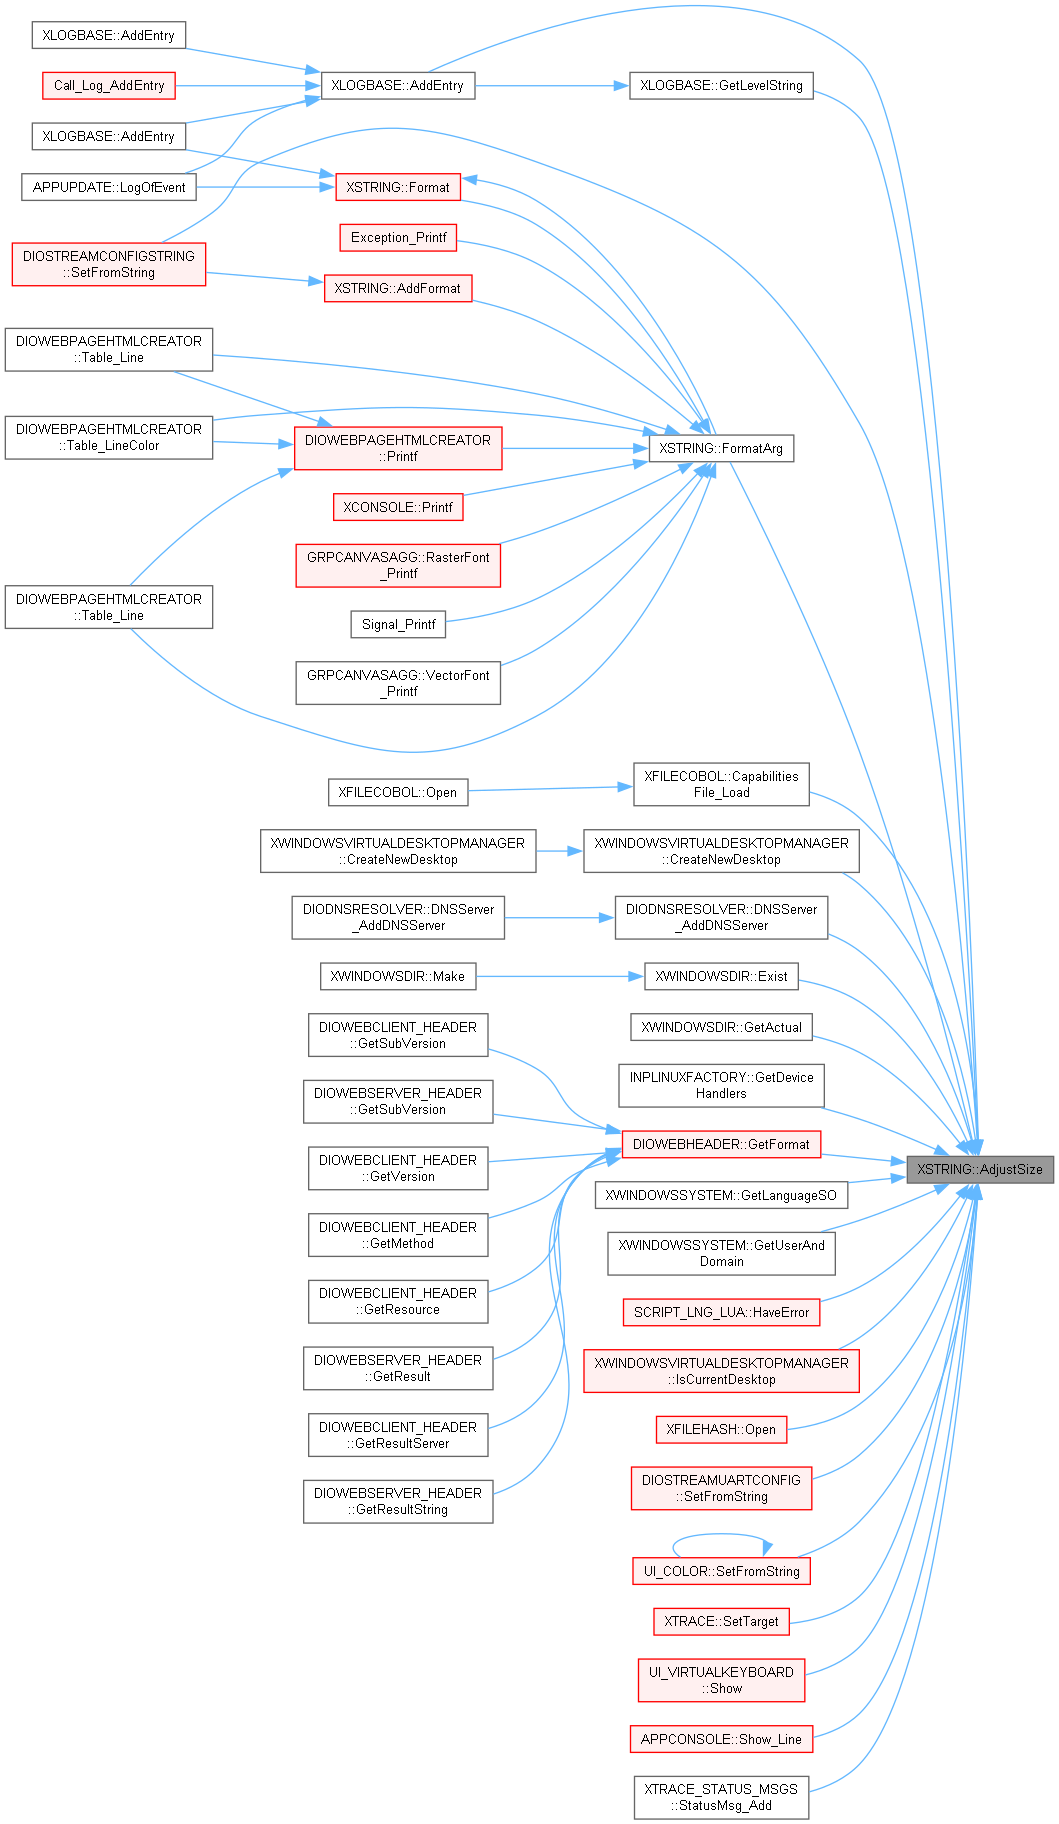 XLOGBASE::AddEntry
Call_Log_AddEntry
XLOGBASE::AddEntry
XLOGBASE::GetLevelString
XLOGBASE::AddEntry
APPUPDATE::LogOfEvent
XSTRING::Format
Exception_Printf
DIOSTREAMCONFIGSTRING
::SetFromString
XSTRING::AddFormat
DIOWEBPAGEHTMLCREATOR
::Table_Line
DIOWEBPAGEHTMLCREATOR
::Table_LineColor
DIOWEBPAGEHTMLCREATOR
::Printf
XSTRING::FormatArg
XCONSOLE::Printf
GRPCANVASAGG::RasterFont
_Printf
DIOWEBPAGEHTMLCREATOR
::Table_Line
Signal_Printf
GRPCANVASAGG::VectorFont
_Printf
XFILECOBOL::Open
XFILECOBOL::Capabilities
File_Load
XWINDOWSVIRTUALDESKTOPMANAGER
::CreateNewDesktop
XWINDOWSVIRTUALDESKTOPMANAGER
::CreateNewDesktop
DIODNSRESOLVER::DNSServer
_AddDNSServer
DIODNSRESOLVER::DNSServer
_AddDNSServer
XWINDOWSDIR::Make
XWINDOWSDIR::Exist
DIOWEBCLIENT_HEADER
::GetSubVersion
XWINDOWSDIR::GetActual
DIOWEBSERVER_HEADER
::GetSubVersion
INPLINUXFACTORY::GetDevice
Handlers
DIOWEBCLIENT_HEADER
::GetVersion
DIOWEBHEADER::GetFormat
XSTRING::AdjustSize
XWINDOWSSYSTEM::GetLanguageSO
DIOWEBCLIENT_HEADER
::GetMethod
XWINDOWSSYSTEM::GetUserAnd
Domain
DIOWEBCLIENT_HEADER
::GetResource
SCRIPT_LNG_LUA::HaveError
DIOWEBSERVER_HEADER
::GetResult
XWINDOWSVIRTUALDESKTOPMANAGER
::IsCurrentDesktop
DIOWEBCLIENT_HEADER
::GetResultServer
XFILEHASH::Open
DIOWEBSERVER_HEADER
::GetResultString
DIOSTREAMUARTCONFIG
::SetFromString
UI_COLOR::SetFromString
XTRACE::SetTarget
UI_VIRTUALKEYBOARD
::Show
APPCONSOLE::Show_Line
XTRACE_STATUS_MSGS
::StatusMsg_Add